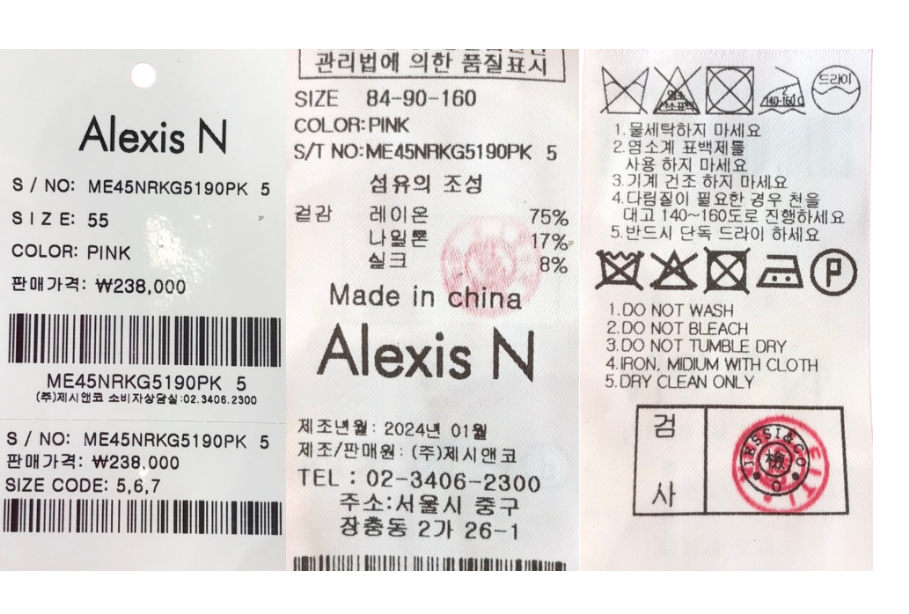 Alexis N
S / NO: ME45NRKG5190PK 5
SIZE: 55
COLOR: PINK
판매가격: ₩238,000
ME45NRKG5190PK 5
(주)제시앤코 소비자상담실:02.3406.2300
S / NO: ME45NRKG5190PK 5
판매가격: ₩238,000
SIZE CODE: 5,6,7
관리법에 의한 품질표시
SIZE 84-90-160
COLOR:PINK
S/T NO:ME45NRKG5190PK 5
섬유의 조성
겉감 레이온 75%
나일론 17%
실크 8%
Made in china
Alexis N
제조년월: 2024년 01월
제조/판매원: (주)제시앤코
TEL : 02-3406-2300
주소:서울시 중구
장충동 2가 26-1
염소 140-160℃ 드라이
1.물세탁하지 마세요
2.염소계 표백제를
사용 하지 마세요
3.기계 건조 하지 마세요
4.다림질이 필요한 경우 천을
대고 140~160도로 진행하세요
5.반드시 단독 드라이 하세요
P
1.DO NOT WASH
2.DO NOT BLEACH
3.DO NOT TUMBLE DRY
4.IRON, MIDIUM WITH CLOTH
5.DRY CLEAN ONLY
검사
JESSI&CO
檢